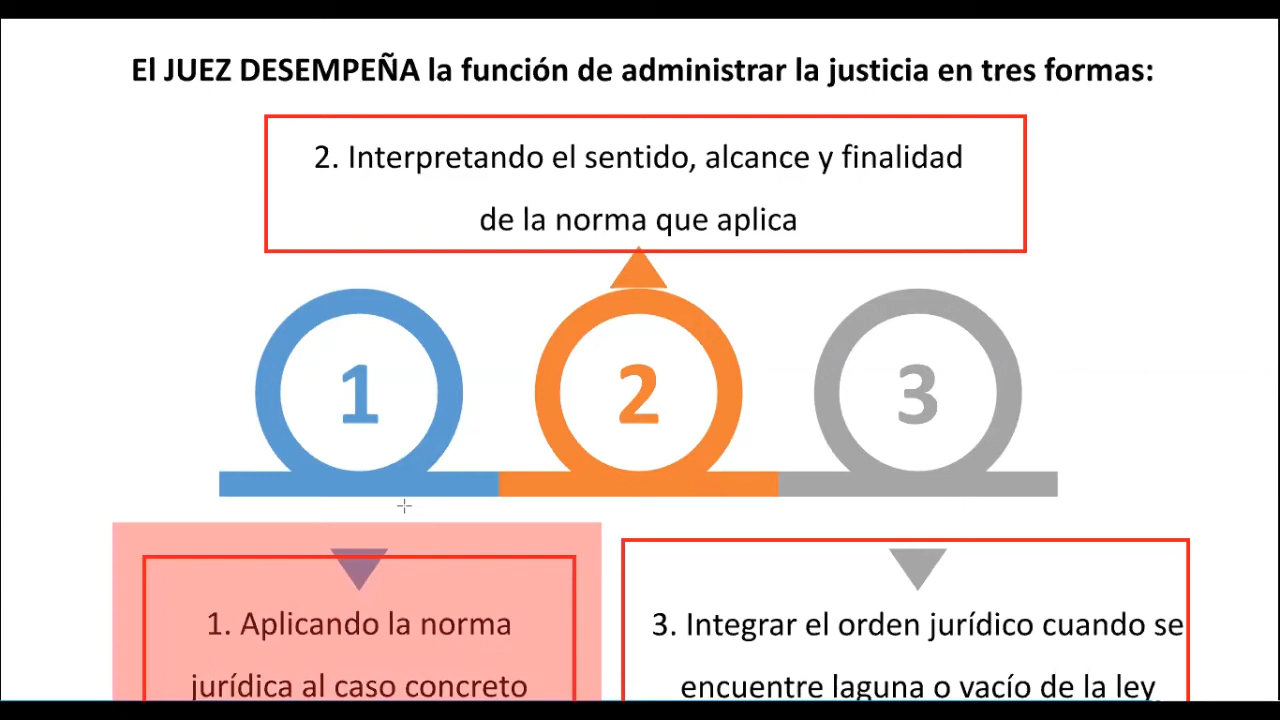 El JUEZ DESEMPEÑA la función de administrar la justicia en tres formas:
2. Interpretando el sentido, alcance y finalidad
de la norma que aplica
1
2
3
1. Aplicando la norma
jurídica al caso concreto
3. Integrar el orden jurídico cuando se
encuentre laguna o vacío de la ley